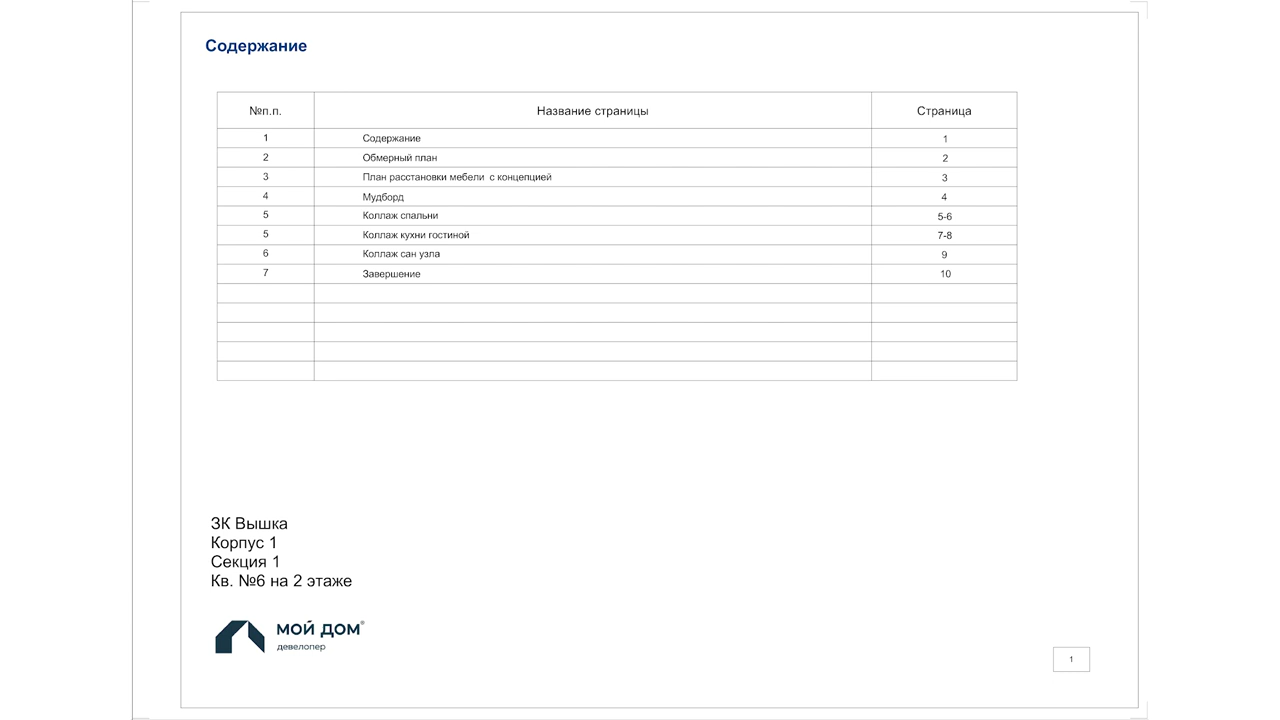 Содержание
№п.п. Название страницы Страница
1 Содержание 1
2 Обмерный план 2
3 План расстановки мебели с концепцией 3
4 Мудборд 4
5 Коллаж спальни 5-6
5 Коллаж кухни гостиной 7-8
6 Коллаж сан узла 9
7 Завершение 10
ЗК Вышка
Корпус 1
Секция 1
Кв. №6 на 2 этаже
МОЙ ДОМ®
девелопер
1